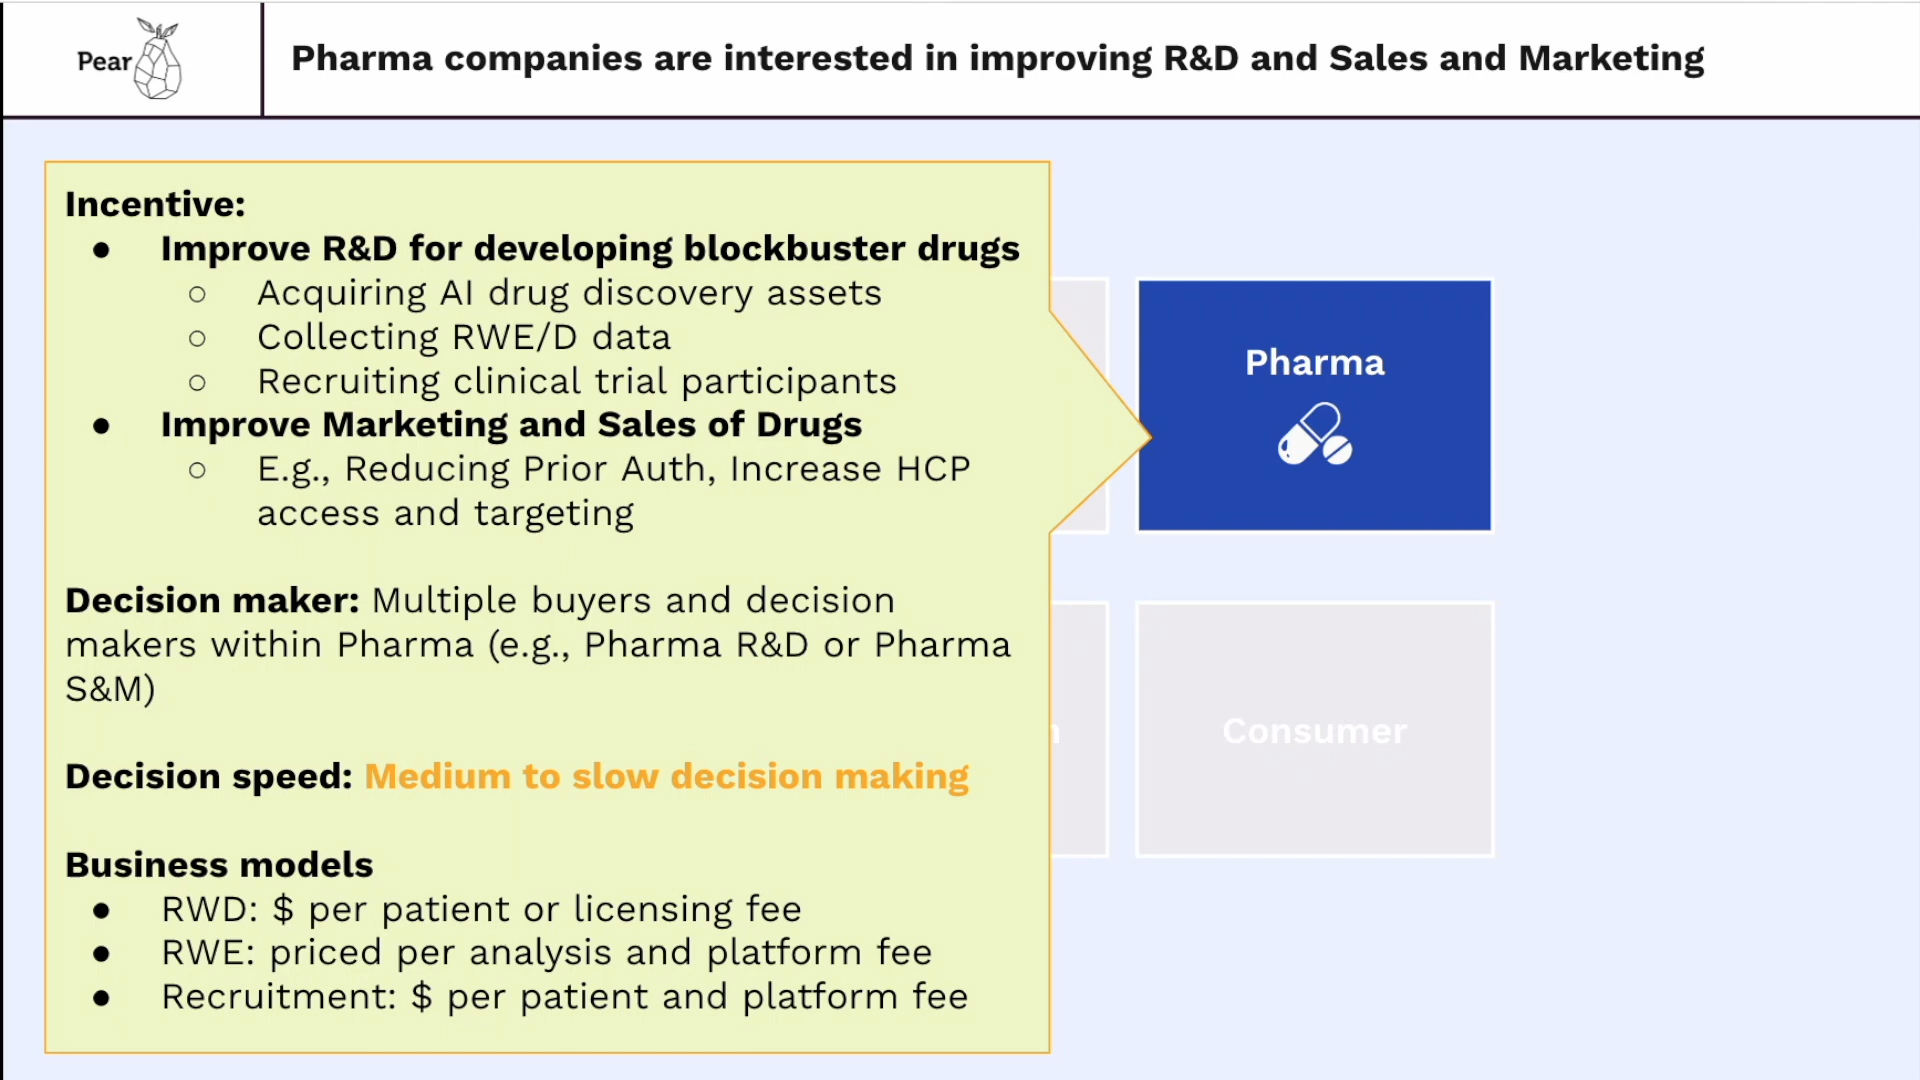 Pear
Pharma companies are interested in improving R&D and Sales and Marketing
Incentive:
● Improve R&D for developing blockbuster drugs
○ Acquiring AI drug discovery assets
○ Collecting RWE/D data
○ Recruiting clinical trial participants
● Improve Marketing and Sales of Drugs
○ E.g., Reducing Prior Auth, Increase HCP
access and targeting
Decision maker: Multiple buyers and decision
makers within Pharma (e.g., Pharma R&D or Pharma
S&M)
Decision speed: Medium to slow decision making
Business models
● RWD: $ per patient or licensing fee
● RWE: priced per analysis and platform fee
● Recruitment: $ per patient and platform fee
Pharma
Consumer